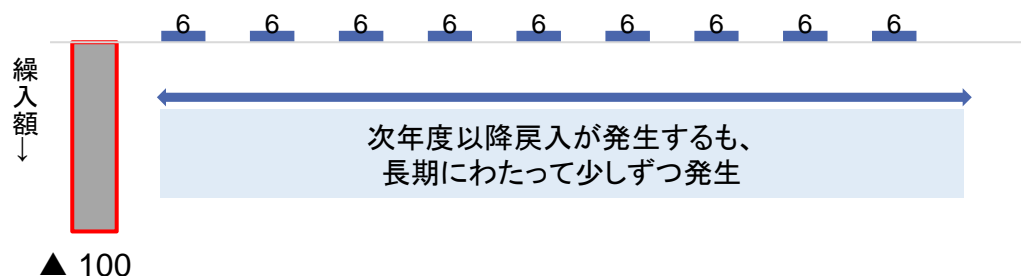 6 6 6 6 6 6 6 6 6
繰入額→
次年度以降戻入が発生するも、
長期にわたって少しずつ発生
▲ 100